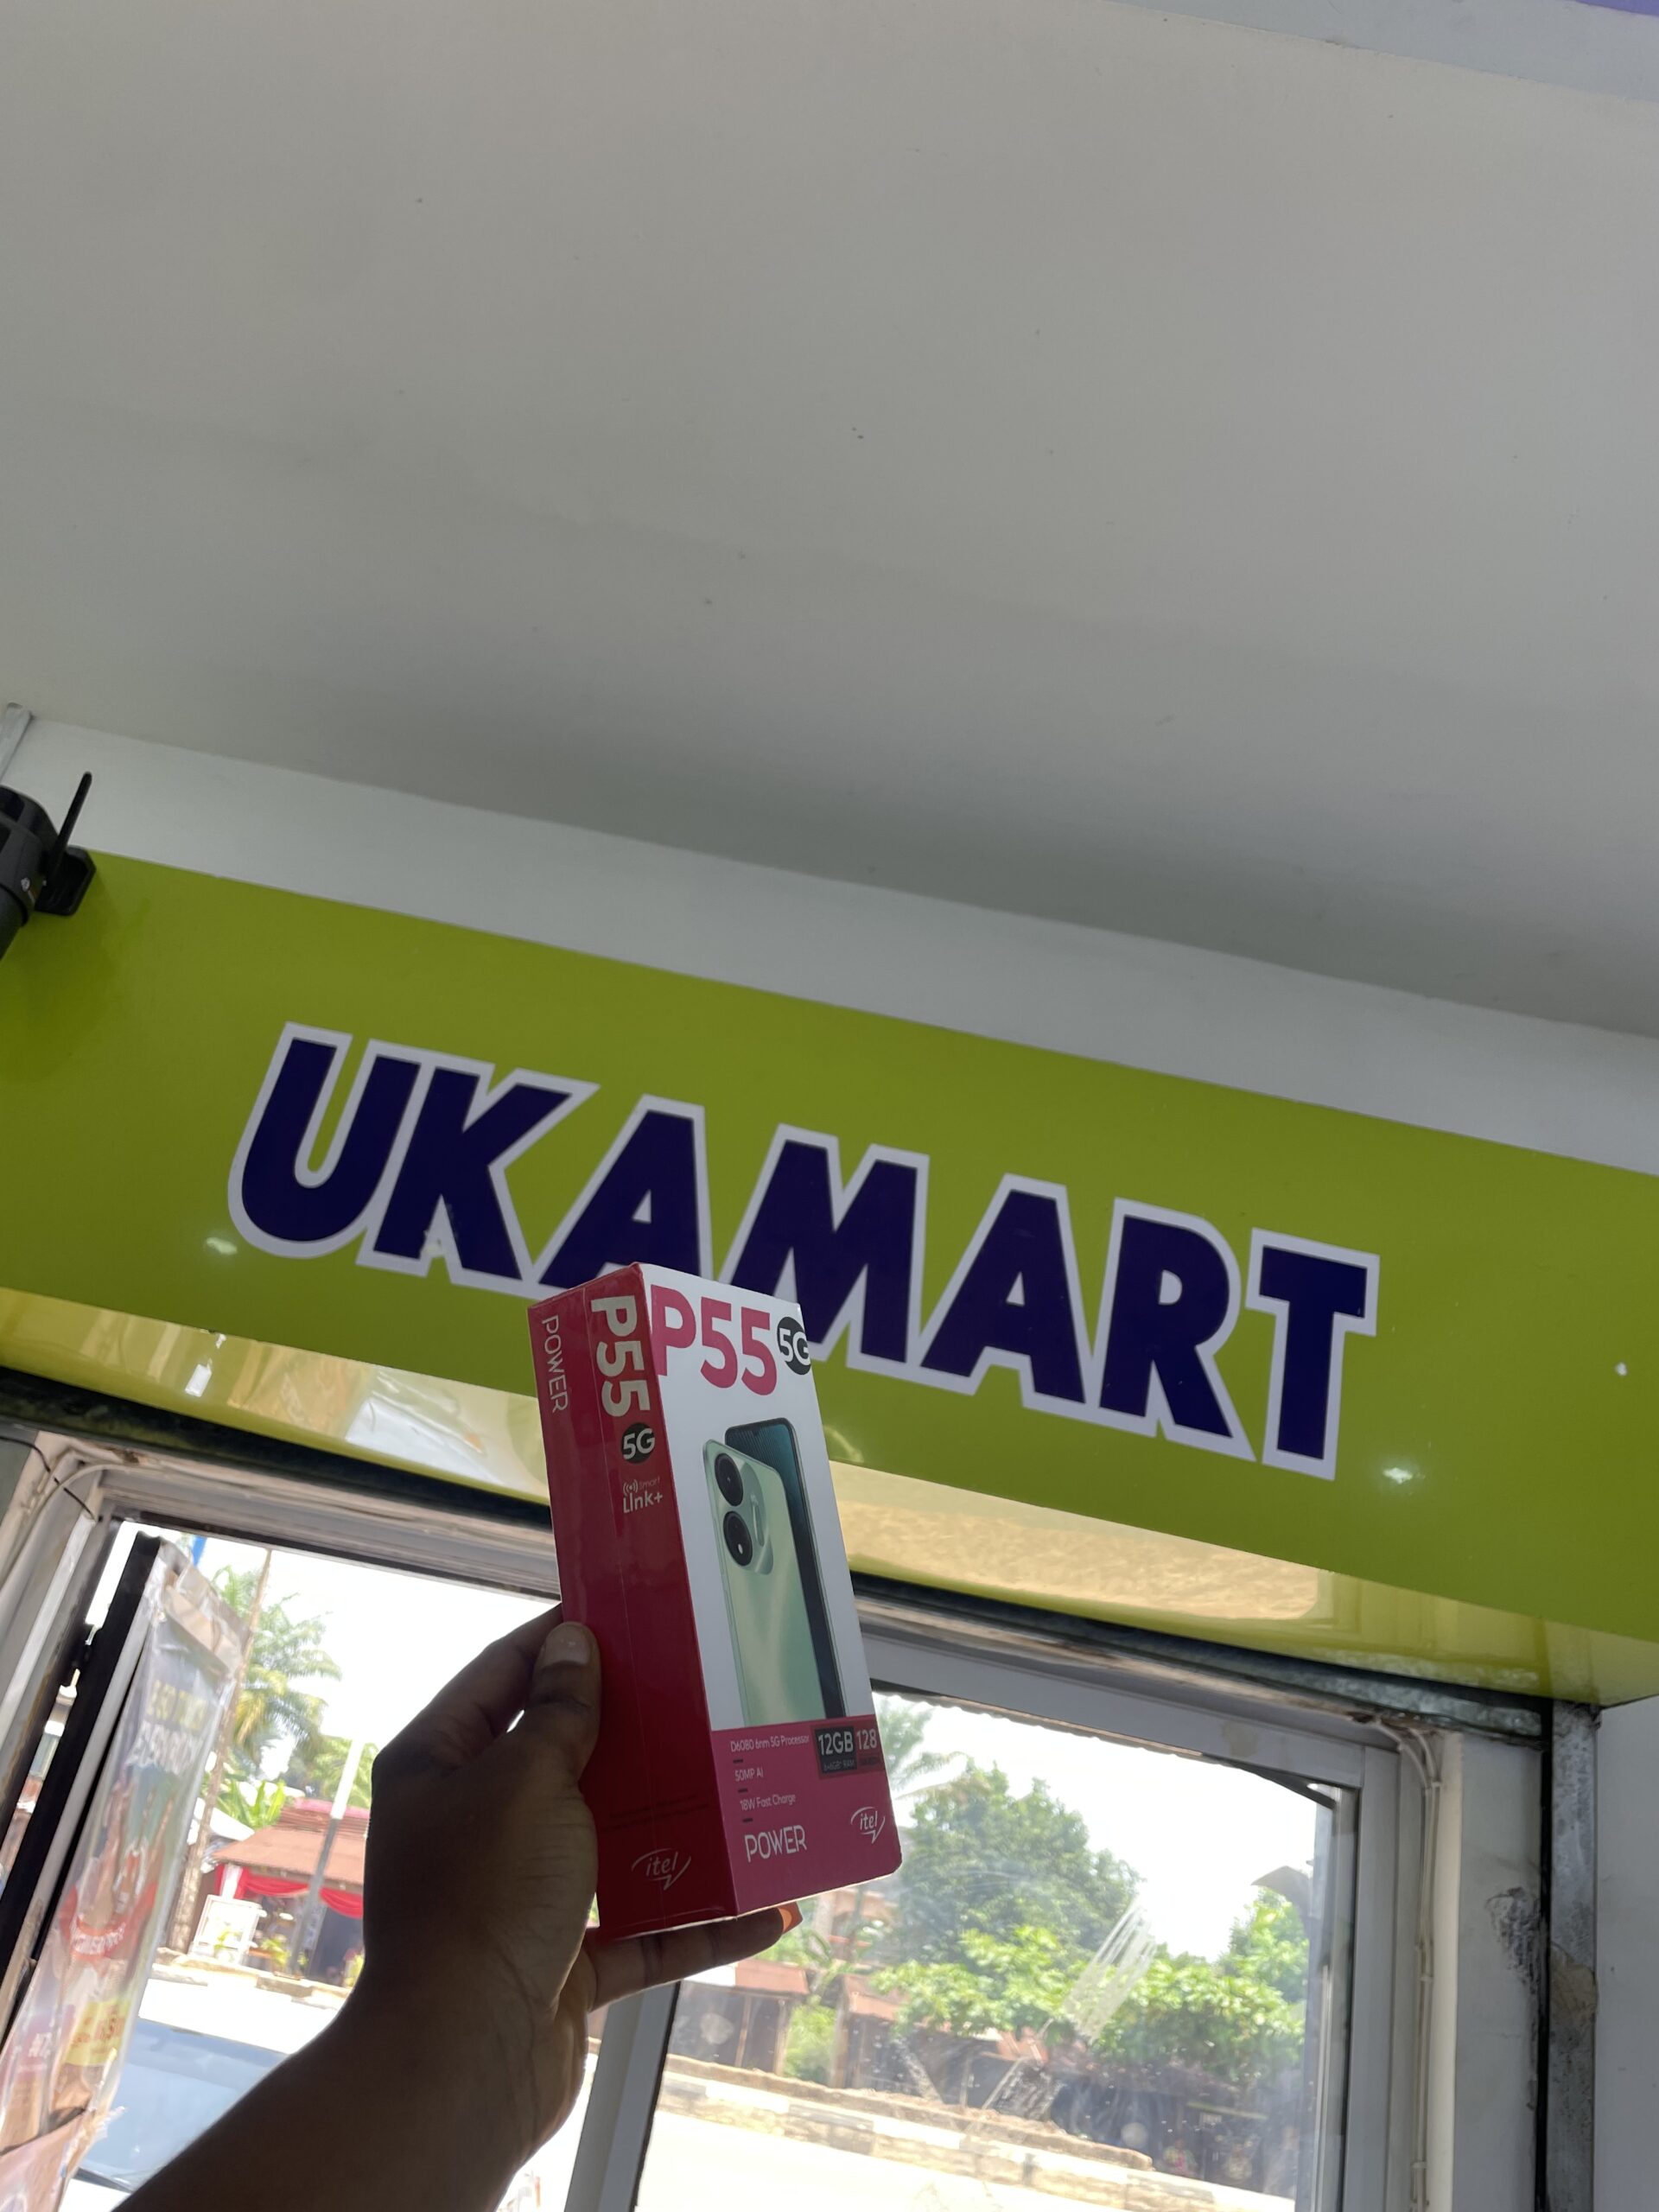 UKAMART
POWER
P55
5G
Smart
Link+
itel
P55 5G
D6080 6nm 5G Processor
50MP AI
18W Fast Charge
12GB 128
POWER
itel